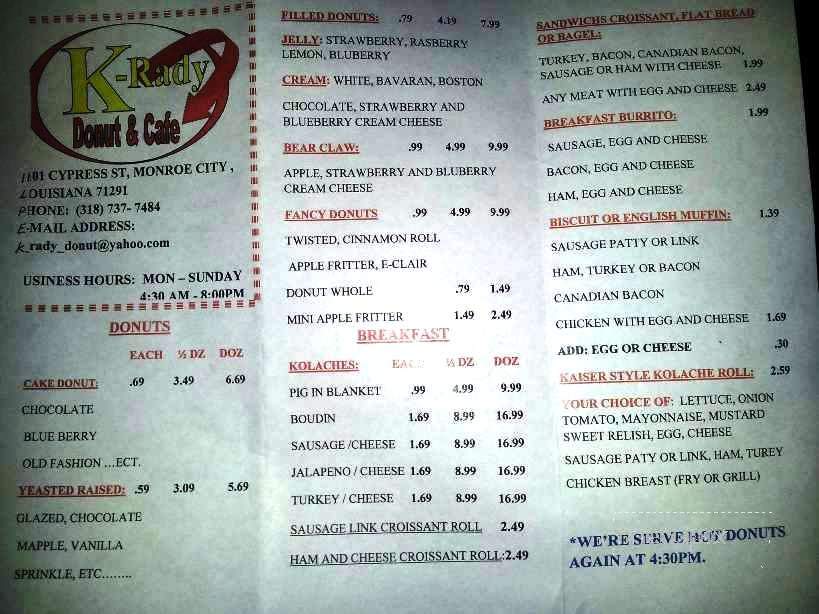 K-Rady
Donut & Cafe
1101 CYPRESS ST, MONROE CITY,
LOUISIANA 71291
PHONE: (318) 737- 7484
E-MAIL ADDRESS:
k_rady_donut@yahoo.com
USINESS HOURS: MON – SUNDAY
4:30 AM - 8:00PM
DONUTS
EACH ½ DZ DOZ
CAKE DONUT: .69 3.49 6.69
CHOCOLATE
BLUE BERRY
OLD FASHION ...ECT.
YEASTED RAISED: .59 3.09 5.69
GLAZED, CHOCOLATE
MAPPLE, VANILLA
SPRINKLE, ETC........
FILLED DONUTS: .79 4.19 7.99
JELLY: STRAWBERRY, RASBERRY
LEMON, BLUBERRY
CREAM: WHITE, BAVARAN, BOSTON
CHOCOLATE, STRAWBERRY AND
BLUEBERRY CREAM CHEESE
BEAR CLAW: .99 4.99 9.99
APPLE, STRAWBERRY AND BLUBERRY
CREAM CHEESE
FANCY DONUTS .99 4.99 9.99
TWISTED, CINNAMON ROLL
APPLE FRITTER, E-CLAIR
DONUT WHOLE .79 1.49
MINI APPLE FRITTER 1.49 2.49
BREAKFAST
KOLACHES: EACH ½ DZ DOZ
PIG IN BLANKET .99 4.99 9.99
BOUDIN 1.69 8.99 16.99
SAUSAGE /CHEESE 1.69 8.99 16.99
JALAPENO / CHEESE 1.69 8.99 16.99
TURKEY / CHEESE 1.69 8.99 16.99
SAUSAGE LINK CROISSANT ROLL 2.49
HAM AND CHEESE CROISSANT ROLL:2.49
SANDWICHS CROISSANT, FLAT BREAD
OR BAGEL:
TURKEY, BACON, CANADIAN BACON,
SAUSAGE OR HAM WITH CHEESE 1.99
ANY MEAT WITH EGG AND CHEESE 2.49
BREAKFAST BURRITO: 1.99
SAUSAGE, EGG AND CHEESE
BACON, EGG AND CHEESE
HAM, EGG AND CHEESE
BISCUIT OR ENGLISH MUFFIN: 1.39
SAUSAGE PATTY OR LINK
HAM, TURKEY OR BACON
CANADIAN BACON
CHICKEN WITH EGG AND CHEESE 1.69
ADD: EGG OR CHEESE .30
KAISER STYLE KOLACHE ROLL: 2.59
YOUR CHOICE OF: LETTUCE, ONION
TOMATO, MAYONNAISE, MUSTARD
SWEET RELISH, EGG, CHEESE
SAUSAGE PATY OR LINK, HAM, TUREY
CHICKEN BREAST (FRY OR GRILL)
*WE'RE SERVE HOT DONUTS
AGAIN AT 4:30PM.